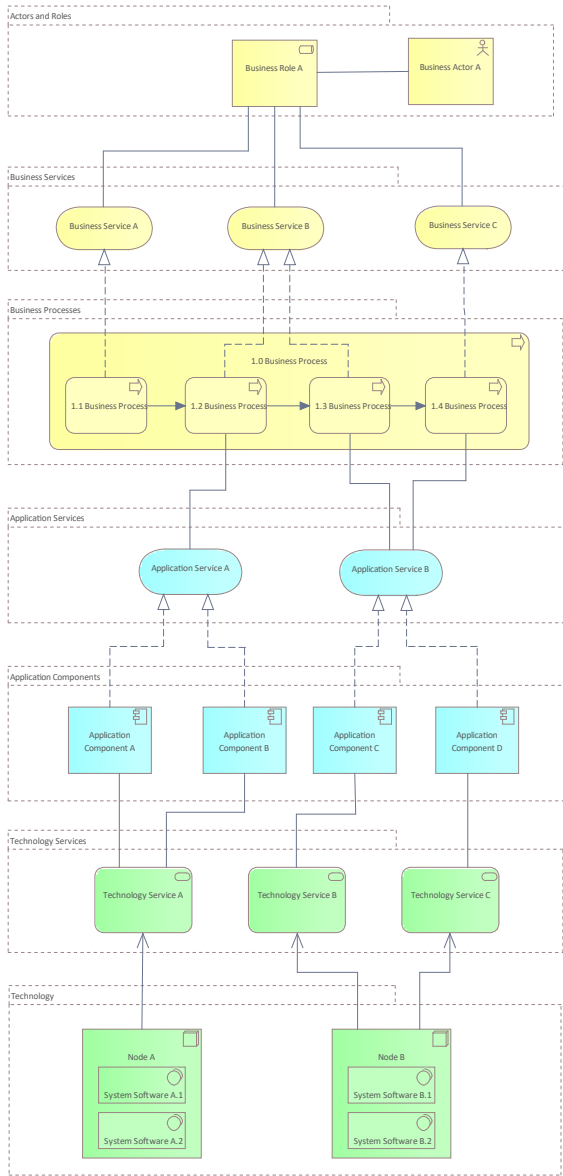 Actors and Roles
Business Role A
Business Actor A
Business Services
Business Service A
Business Service B
Business Service C
Business Processes
1.0 Business Process
1.1 Business Process
1.2 Business Process
1.3 Business Process
1.4 Business Process
Application Services
Application Service A
Application Service B
Application Components
Application
Component A
Application
Component B
Application
Component C
Application
Component D
Technology Services
Technology Service A
Technology Service B
Technology Service C
Technology
Node A
System Software A.1
System Software A.2
Node B
System Software B.1
System Software B.2